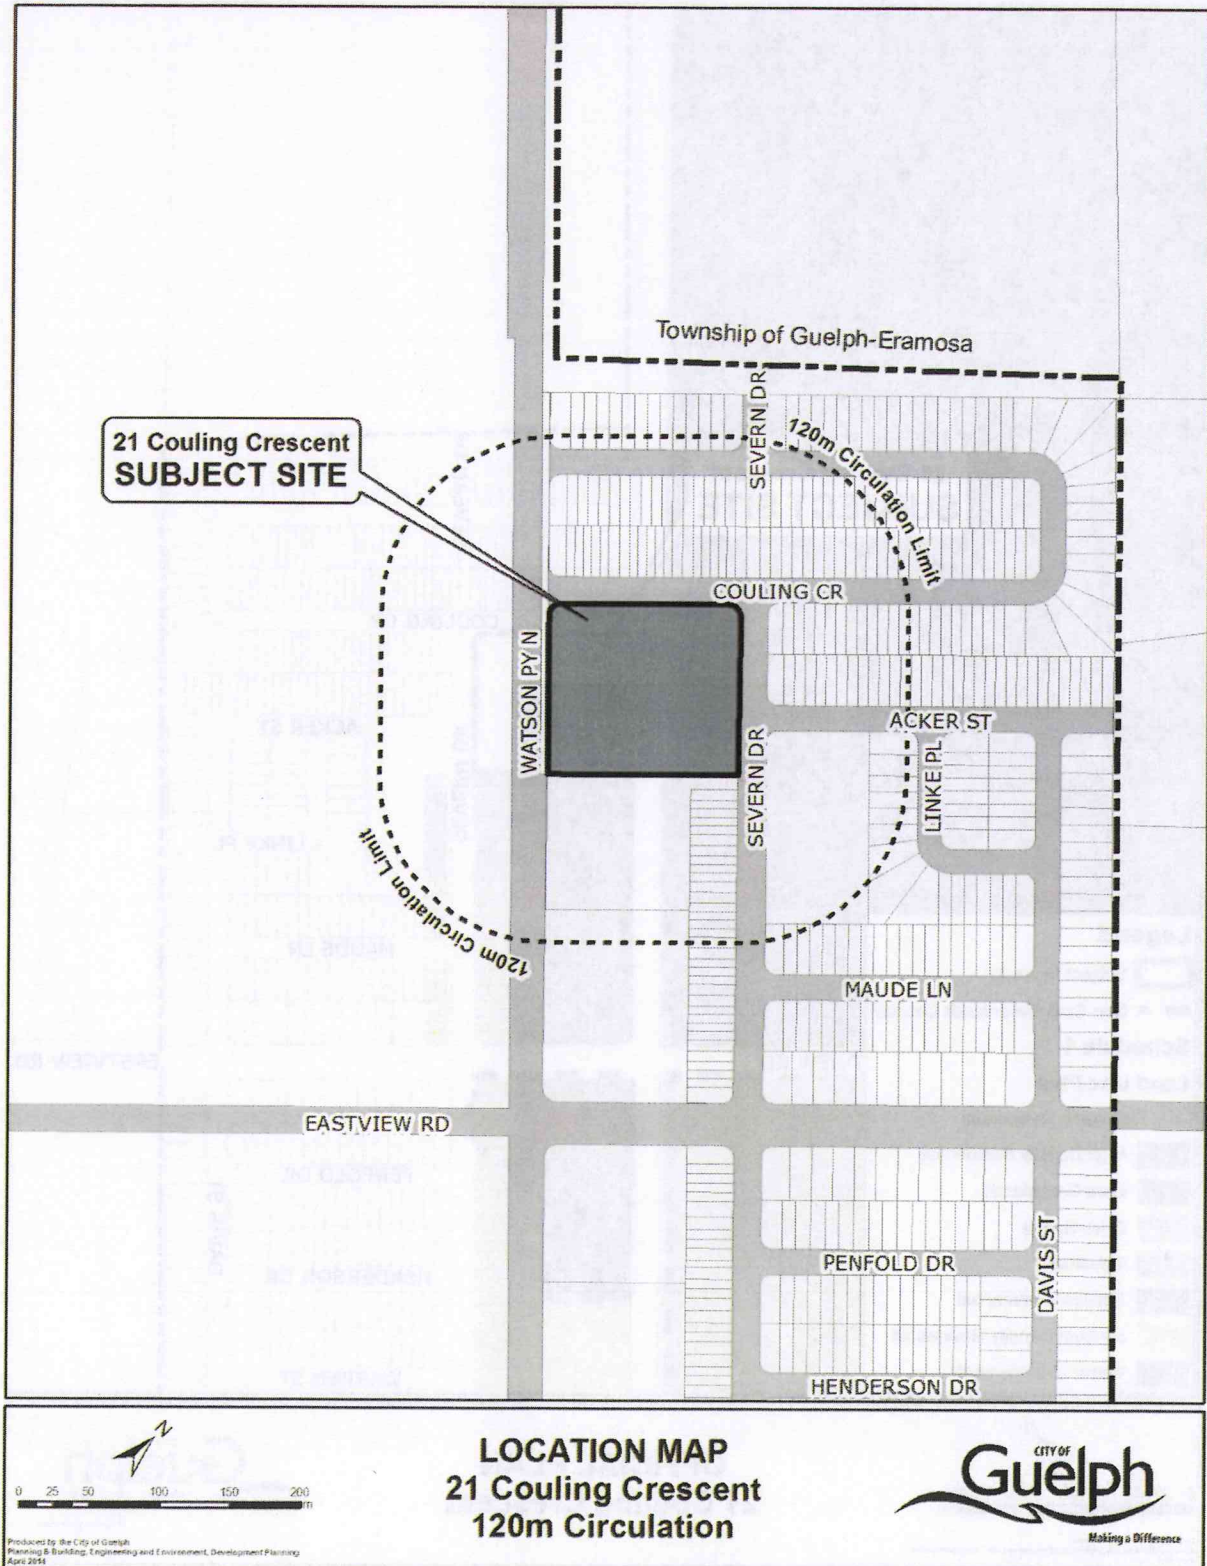 Township of Guelph-Eramosa
SEVERN DR
120m Circulation Limit
21 Couling Crescent
SUBJECT SITE
COULING CR
WATSON PY N
ACKER ST
SEVERN DR
LINKE PL
120m Circulation Limit
MAUDE LN
EASTVIEW RD
PENFOLD DR
DAVIS ST
HENDERSON DR
N
0 25 50 100 150 200
m
Produced by the City of Guelph
Planning & Building, Engineering and Environment, Development Planning
April 2014
LOCATION MAP
21 Couling Crescent
120m Circulation
CITY OF
Guelph
Making a Difference